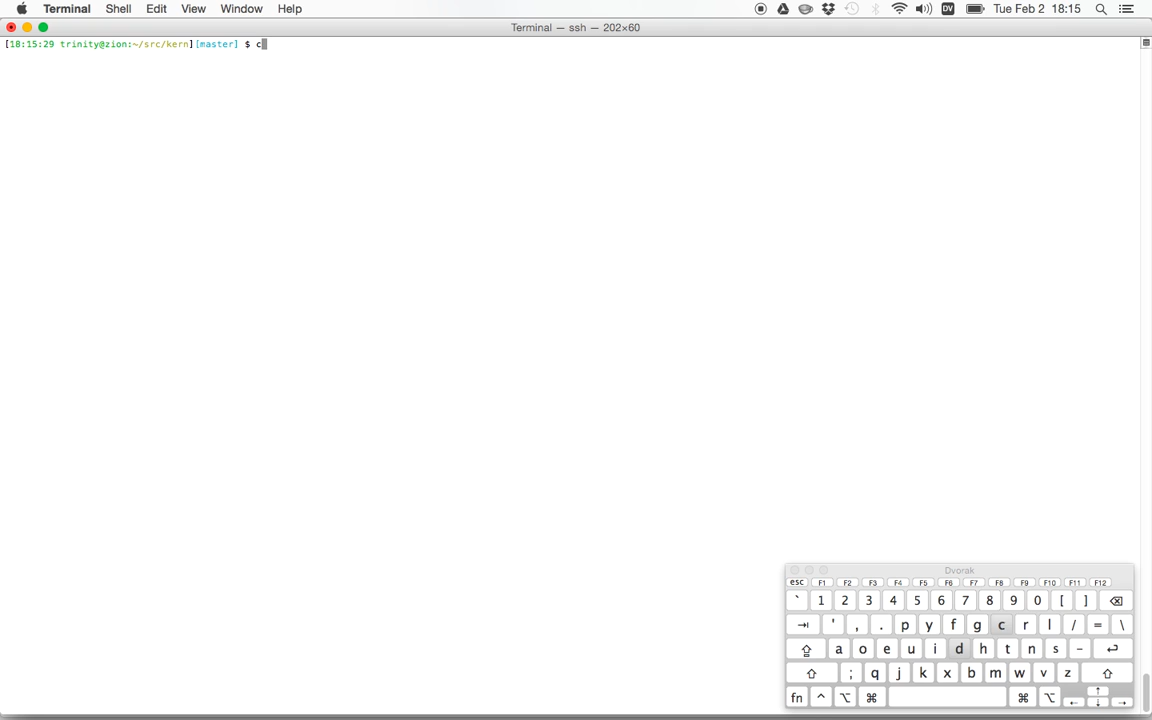 Terminal Shell Edit View Window Help DV Tue Feb 2 18:15
Terminal — ssh — 202×60
[18:15:29 trinity@zion:~/src/kern][master] $ c
Dvorak
esc F1 F2 F3 F4 F5 F6 F7 F8 F9 F10 F11 F12
` 1 2 3 4 5 6 7 8 9 0 [ ]
' , . p y f g c r l / = \
a o e u i d h t n s -
; q j k x b m w v z
fn ^ ⌥ ⌘ ⌘ ⌥